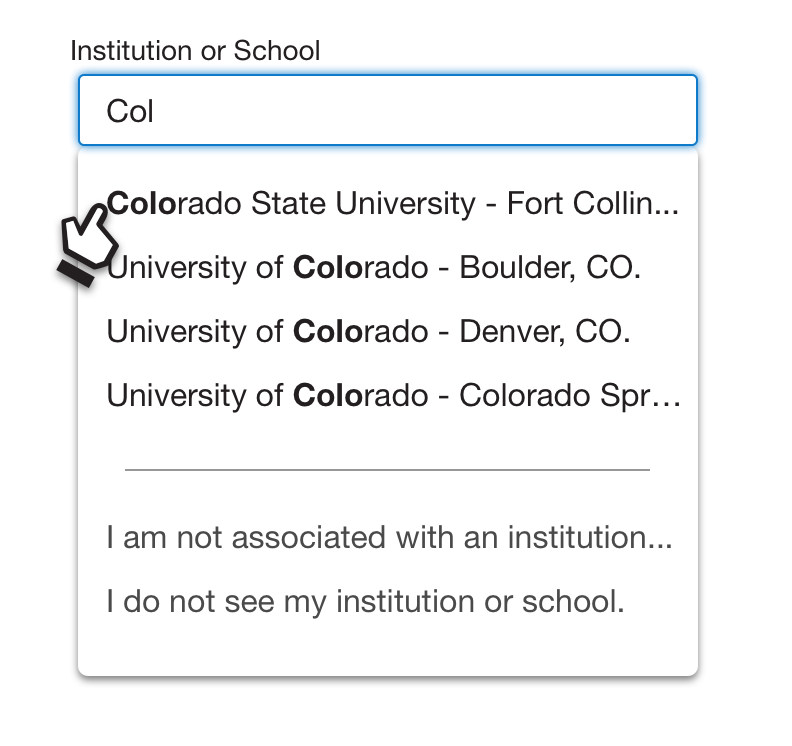 Institution or School
Col
Colorado State University - Fort Collin...
University of Colorado - Boulder, CO.
University of Colorado - Denver, CO.
University of Colorado - Colorado Spr...
I am not associated with an institution...
I do not see my institution or school.